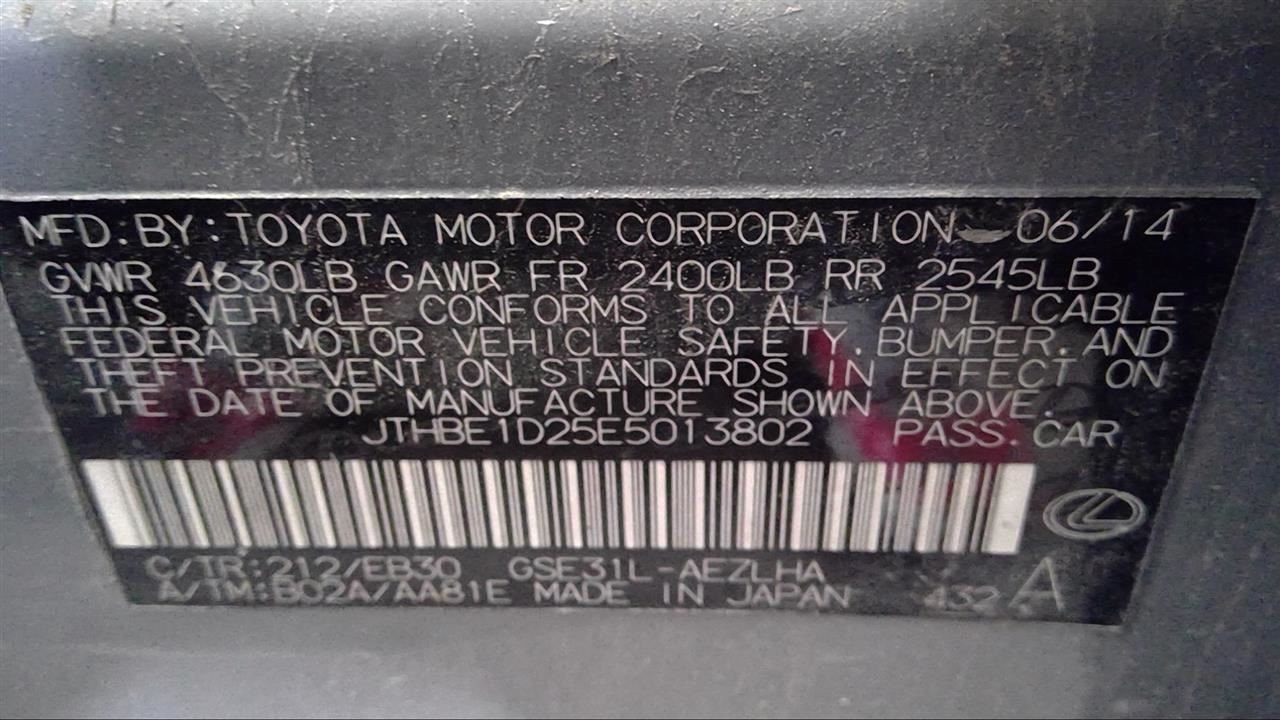 MFD. BY: TOYOTA MOTOR CORPORATION 06/14
GVWR 4630LB GAWR FR 2400LB RR 2545LB
THIS VEHICLE CONFORMS TO ALL APPLICABLE
FEDERAL MOTOR VEHICLE SAFETY, BUMPER, AND
THEFT PREVENTION STANDARDS IN EFFECT ON
THE DATE OF MANUFACTURE SHOWN ABOVE.
JTHBE1D25E5013802 PASS. CAR
C/TR: 212/EB30 GSE31L-AEZLHA
A/TM: B02A/AA81E MADE IN JAPAN 432 A